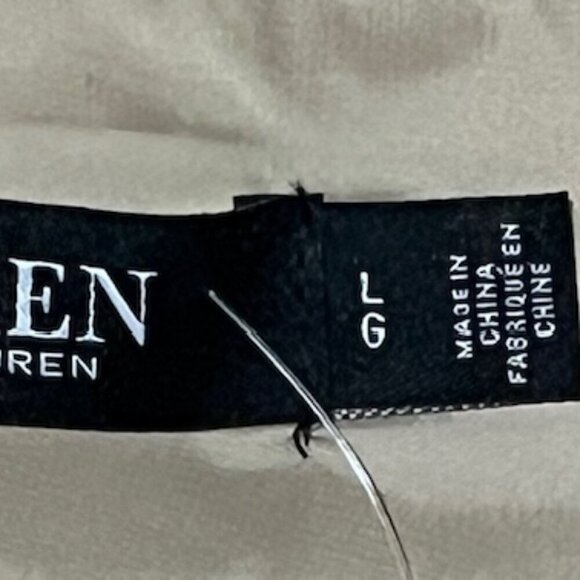 EN
UREN
L
G
MADE IN
CHINA
FABRIQUÉ EN
CHINE